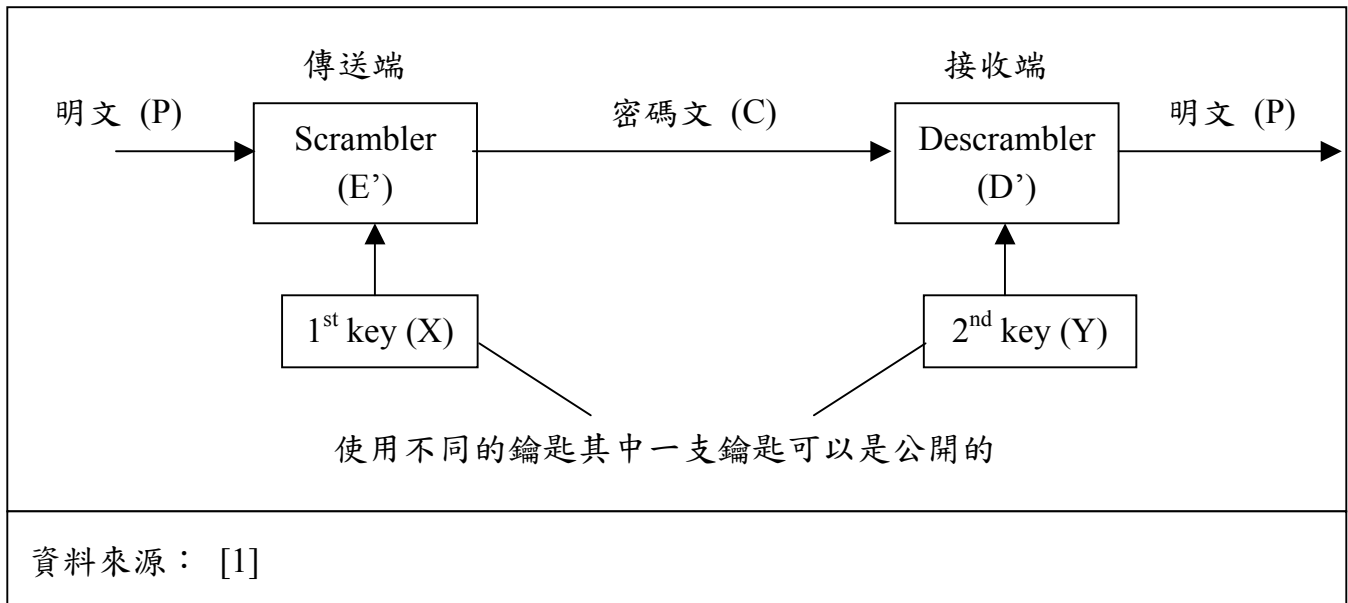 傳送端
接收端
明文 (P)
Scrambler
(E’)
密碼文 (C)
Descrambler
(D’)
明文 (P)
1st key (X)
2nd key (Y)
使用不同的鑰匙其中一支鑰匙可以是公開的
資料來源： [1]